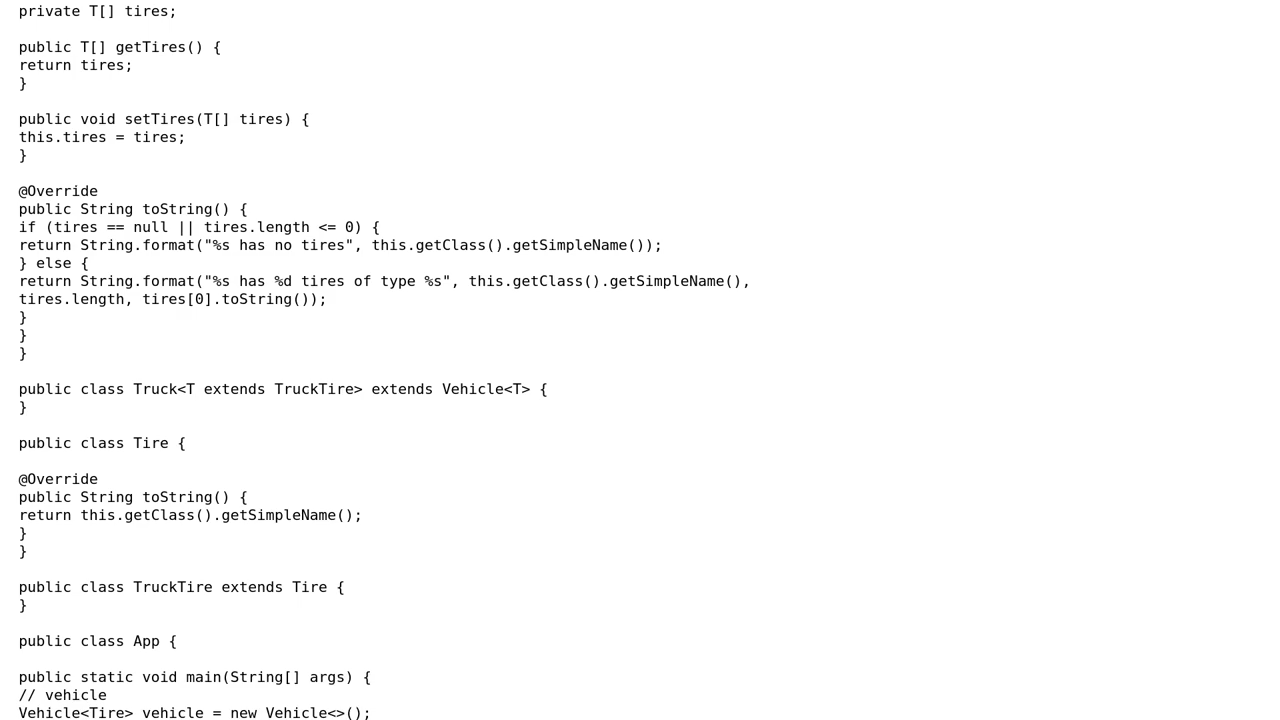 private T[] tires;
public T[] getTires() {
return tires;
}
public void setTires(T[] tires) {
this.tires = tires;
}
@Override
public String toString() {
if (tires == null || tires.length <= 0) {
return String.format("%s has no tires", this.getClass().getSimpleName());
} else {
return String.format("%s has %d tires of type %s", this.getClass().getSimpleName(),
tires.length, tires[0].toString());
}
}
}
public class Truck<T extends TruckTire> extends Vehicle<T> {
}
public class Tire {
@Override
public String toString() {
return this.getClass().getSimpleName();
}
}
public class TruckTire extends Tire {
}
public class App {
public static void main(String[] args) {
// vehicle
Vehicle<Tire> vehicle = new Vehicle<>();